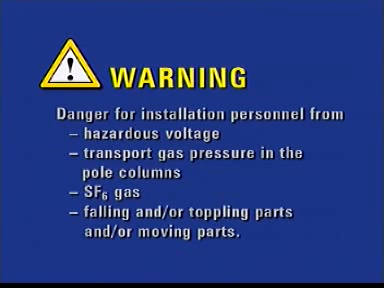 WARNING
Danger for installation personnel from
– hazardous voltage
– transport gas pressure in the
pole columns
– SF₆ gas
– falling and/or toppling parts
and/or moving parts.